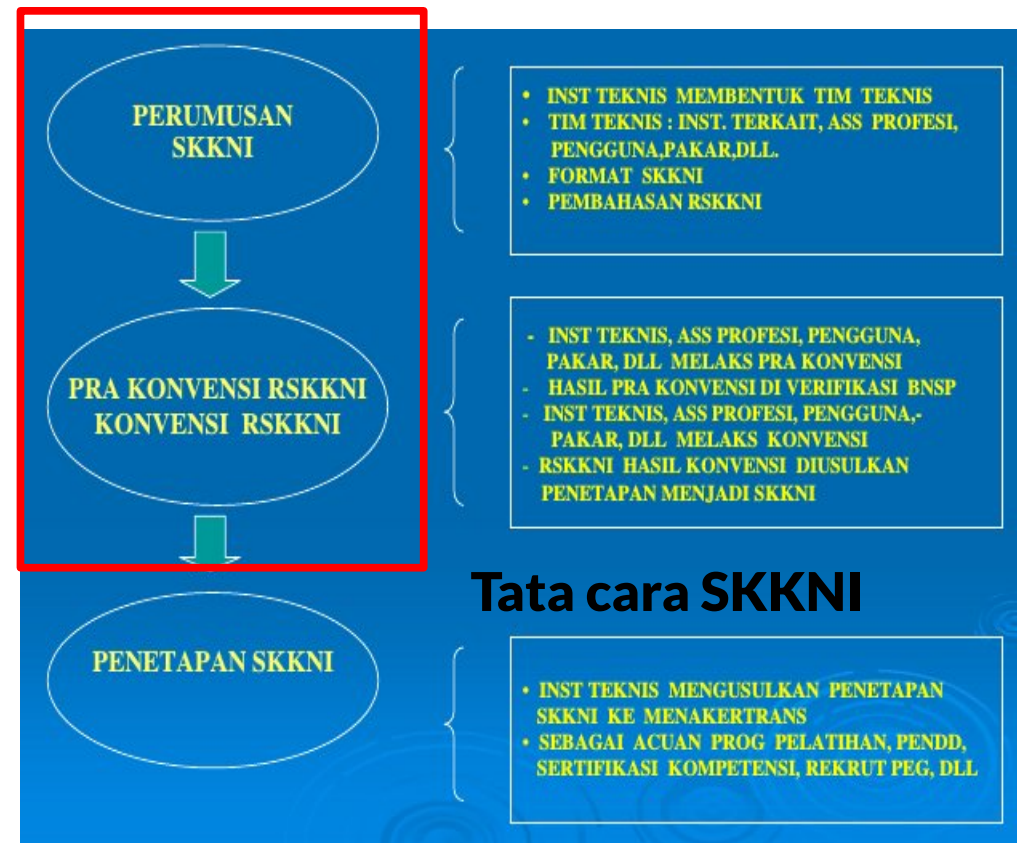 PERUMUSAN
SKKNI
• INST TEKNIS MEMBENTUK TIM TEKNIS
• TIM TEKNIS : INST. TERKAIT, ASS PROFESI,
PENGGUNA,PAKAR,DLL.
• FORMAT SKKNI
• PEMBAHASAN RSKKNI
PRA KONVENSI RSKKNI
KONVENSI RSKKNI
- INST TEKNIS, ASS PROFESI, PENGGUNA,
PAKAR, DLL MELAKS PRA KONVENSI
- HASIL PRA KONVENSI DI VERIFIKASI BNSP
- INST TEKNIS, ASS PROFESI, PENGGUNA,-
PAKAR, DLL MELAKS KONVENSI
- RSKKNI HASIL KONVENSI DIUSULKAN
PENETAPAN MENJADI SKKNI
Tata cara SKKNI
PENETAPAN SKKNI
• INST TEKNIS MENGUSULKAN PENETAPAN
SKKNI KE MENAKERTRANS
• SEBAGAI ACUAN PROG PELATIHAN, PENDD,
SERTIFIKASI KOMPETENSI, REKRUT PEG, DLL